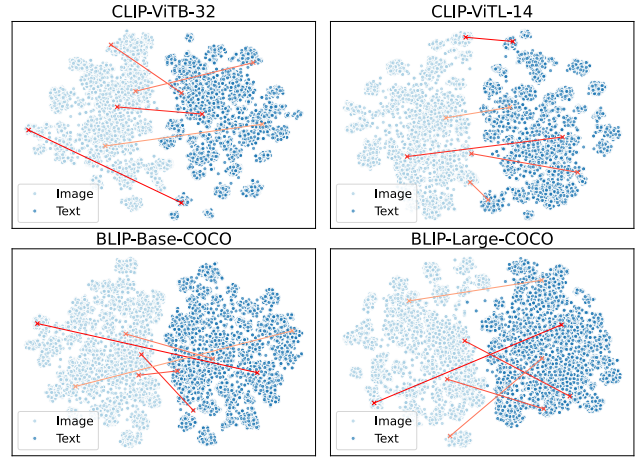 CLIP-ViTB-32
CLIP-ViTL-14
Image
Text
Image
Text
BLIP-Base-COCO
BLIP-Large-COCO
Image
Text
Image
Text